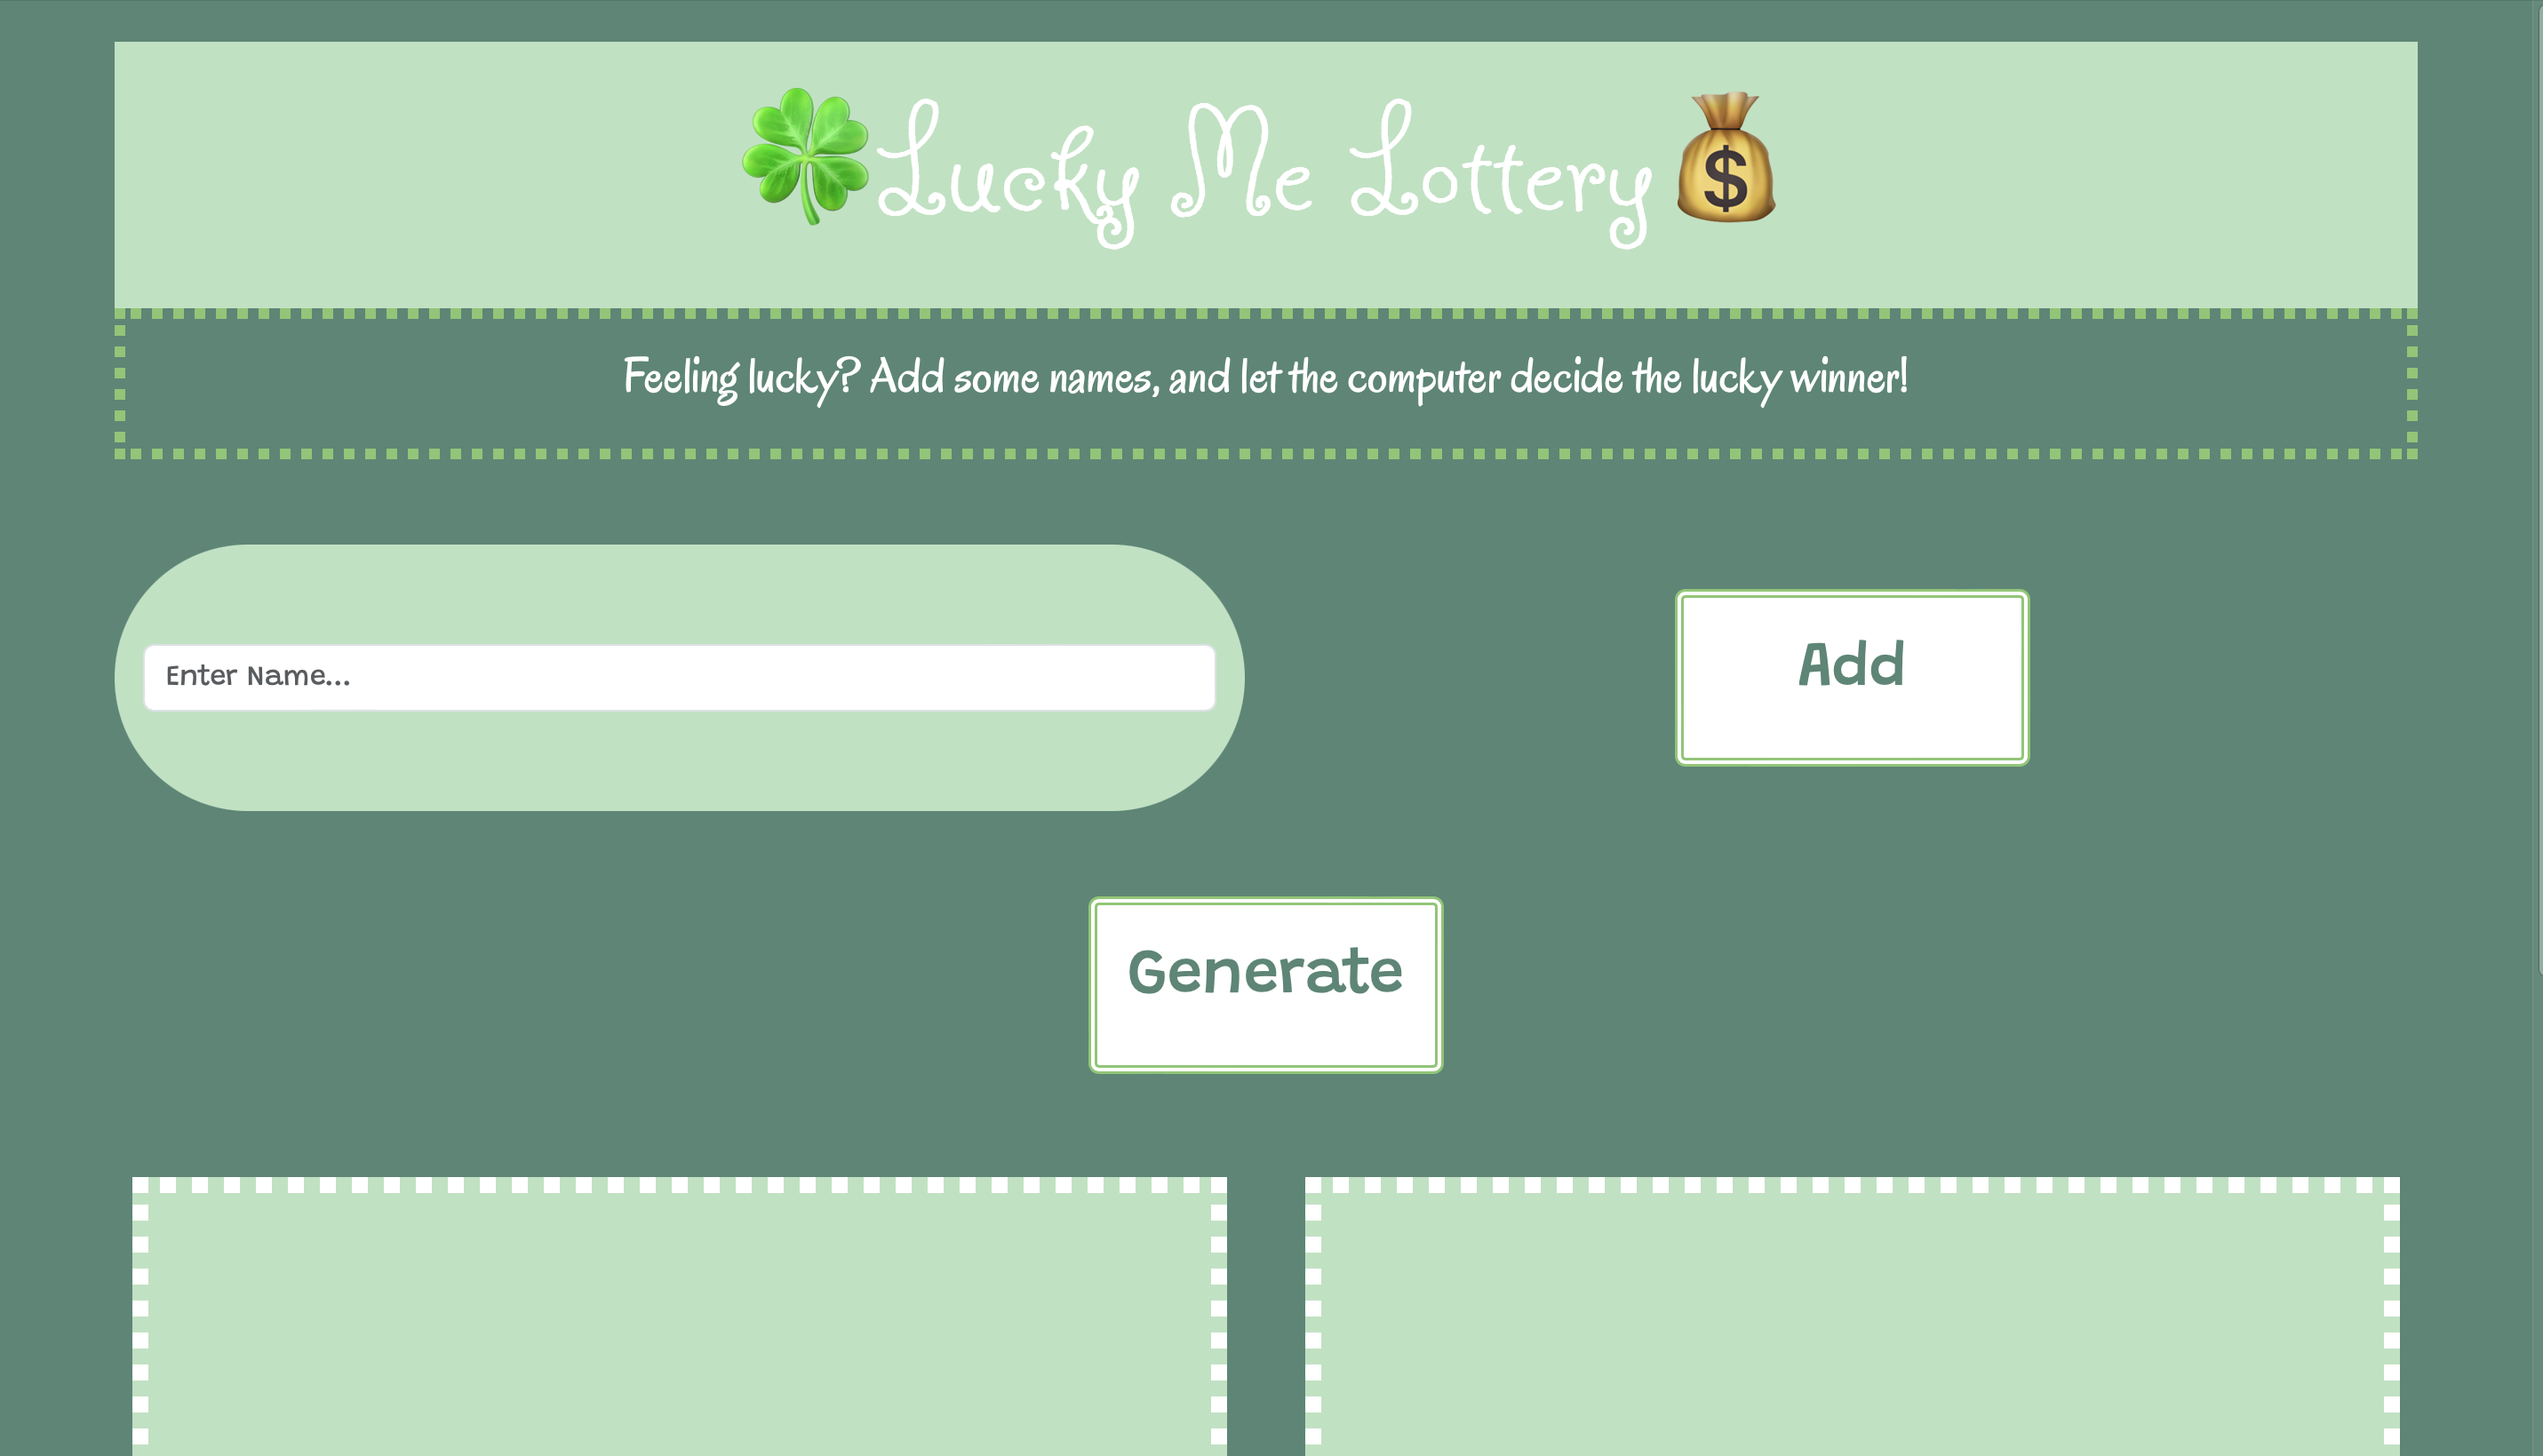 Lucky Me Lottery
Feeling lucky? Add some names, and let the computer decide the lucky winner!
Enter Name...
Add
Generate